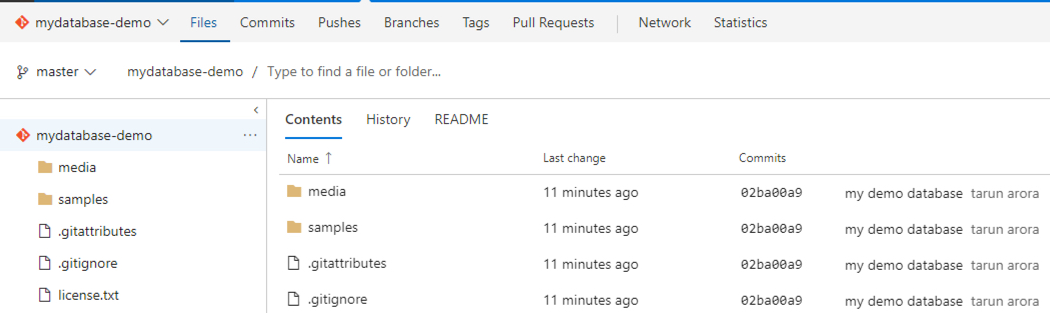 mydatabase-demo Files Commits Pushes Branches Tags Pull Requests Network Statistics
master mydatabase-demo / Type to find a file or folder...
mydatabase-demo
media
samples
.gitattributes
.gitignore
license.txt
Contents History README
Name ↑ Last change Commits
media 11 minutes ago 02ba00a9 my demo database tarun arora
samples 11 minutes ago 02ba00a9 my demo database tarun arora
.gitattributes 11 minutes ago 02ba00a9 my demo database tarun arora
.gitignore 11 minutes ago 02ba00a9 my demo database tarun arora